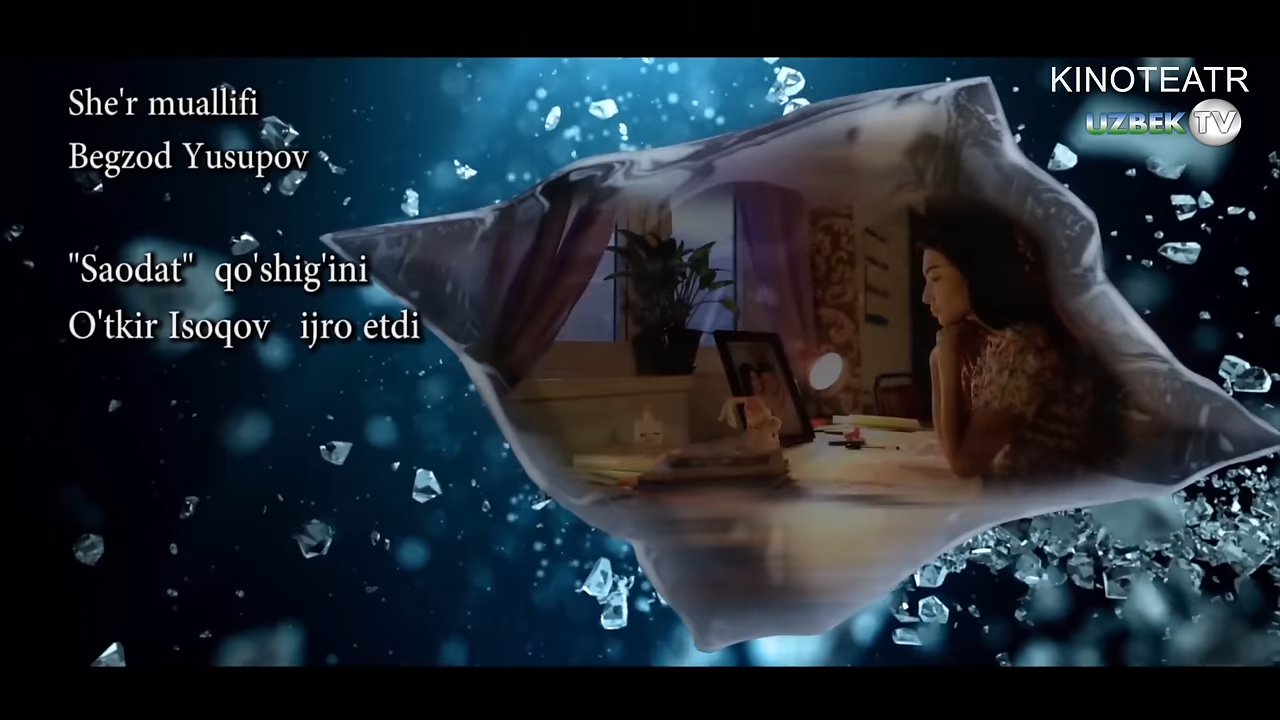 She'r muallifi
Begzod Yusupov
"Saodat" qo'shig'ini
O'tkir Isoqov ijro etdi
KINOTEATR
UZBEK TV